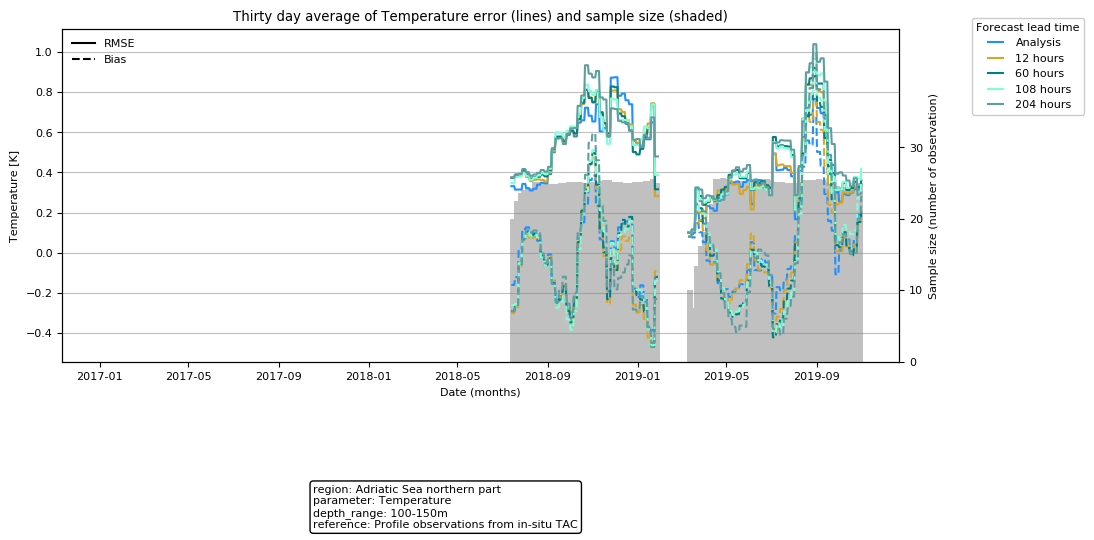 Thirty day average of Temperature error (lines) and sample size (shaded)
RMSE
Bias
1.0
0.8
0.6
0.4
0.2
0.0
−0.2
−0.4
Temperature [K]
30
20
10
0
Sample size (number of observation)
2017-01
2017-05
2017-09
2018-01
2018-05
2018-09
2019-01
2019-05
2019-09
Date (months)
Forecast lead time
Analysis
12 hours
60 hours
108 hours
204 hours
region: Adriatic Sea northern part
parameter: Temperature
depth_range: 100-150m
reference: Profile observations from in-situ TAC